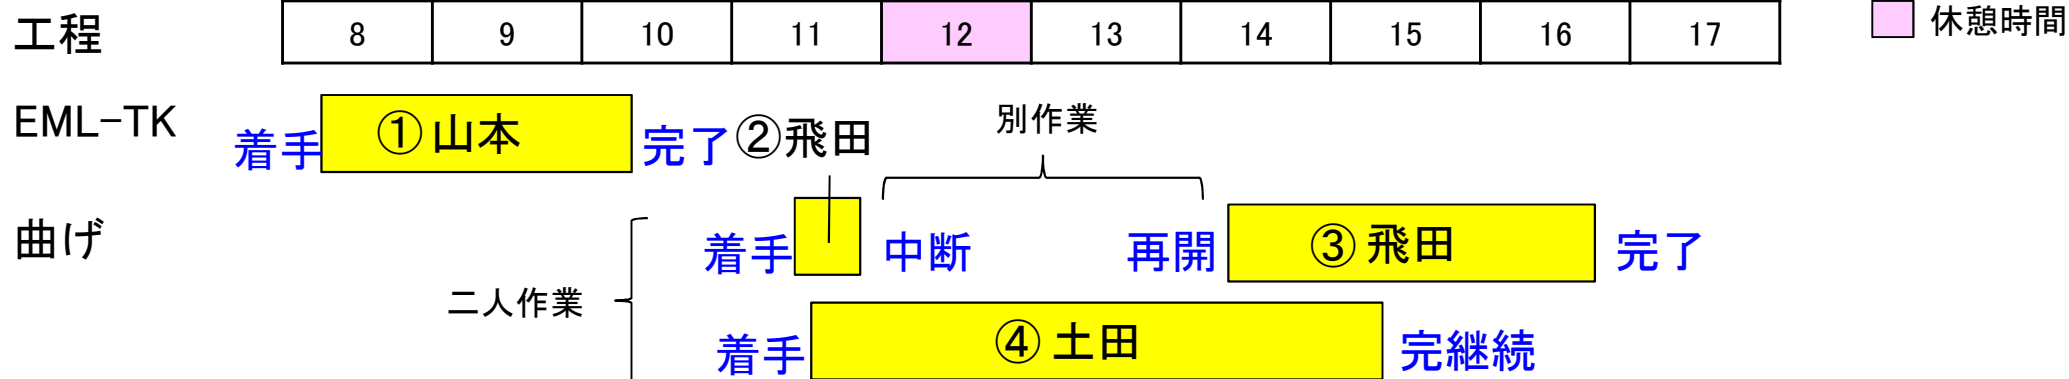 工程 8 9 10 11 12 13 14 15 16 17 休憩時間
EML-TK 着手 ①山本 完了 ②飛田 別作業
曲げ 着手 中断 再開 ③飛田 完了
二人作業 着手 ④土田 完継続